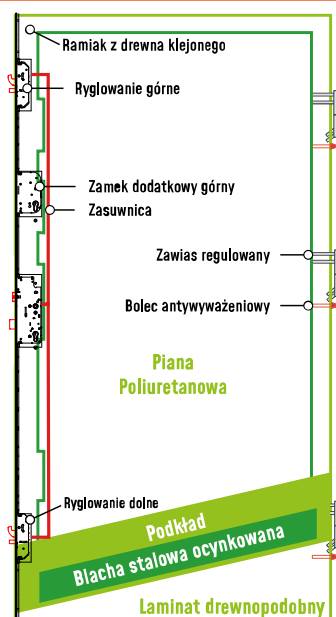 Ramiak z drewna klejonego
Ryglowanie górne
Zamek dodatkowy górny
Zasuwnica
Zawias regulowany
Bolec antywyważeniowy
Piana
Poliuretanowa
Ryglowanie dolne
Podkład
Blacha stalowa ocynkowana
Laminat drewnopodobny